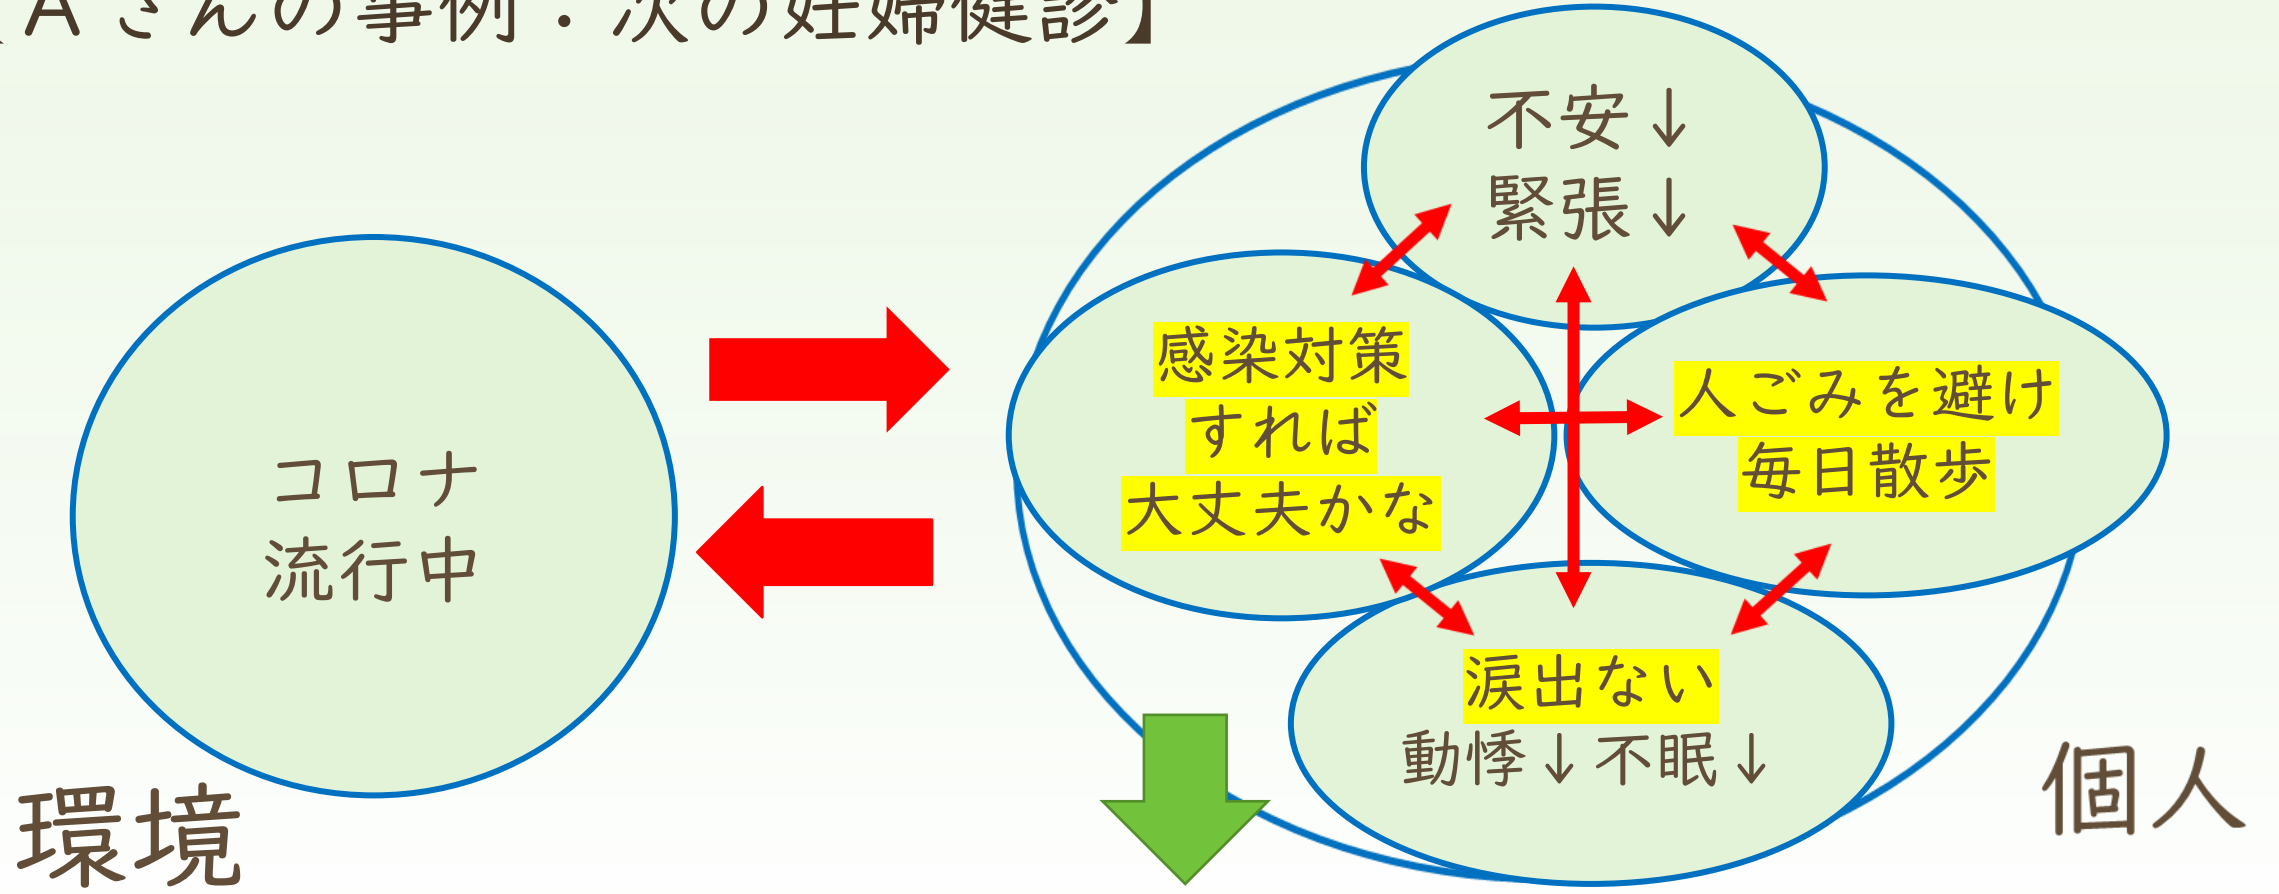 【Aさんの事例：次の妊婦健診】
不安↓
緊張↓
感染対策
すれば
大丈夫かな
人ごみを避け
毎日散歩
涙出ない
動悸↓不眠↓
コロナ
流行中
環境
個人